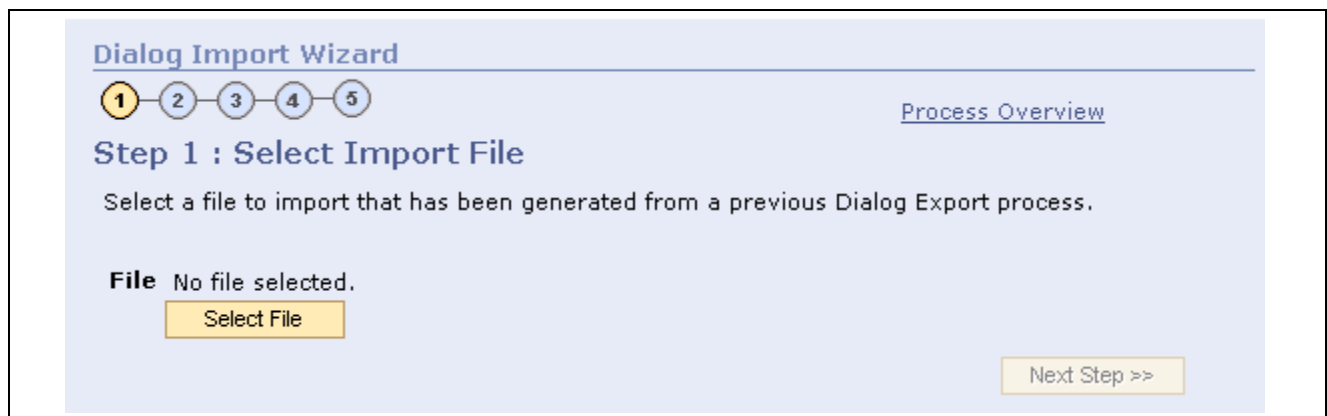 Dialog Import Wizard
1 2 3 4 5
Process Overview
Step 1 : Select Import File
Select a file to import that has been generated from a previous Dialog Export process.
File No file selected.
Select File
Next Step >>